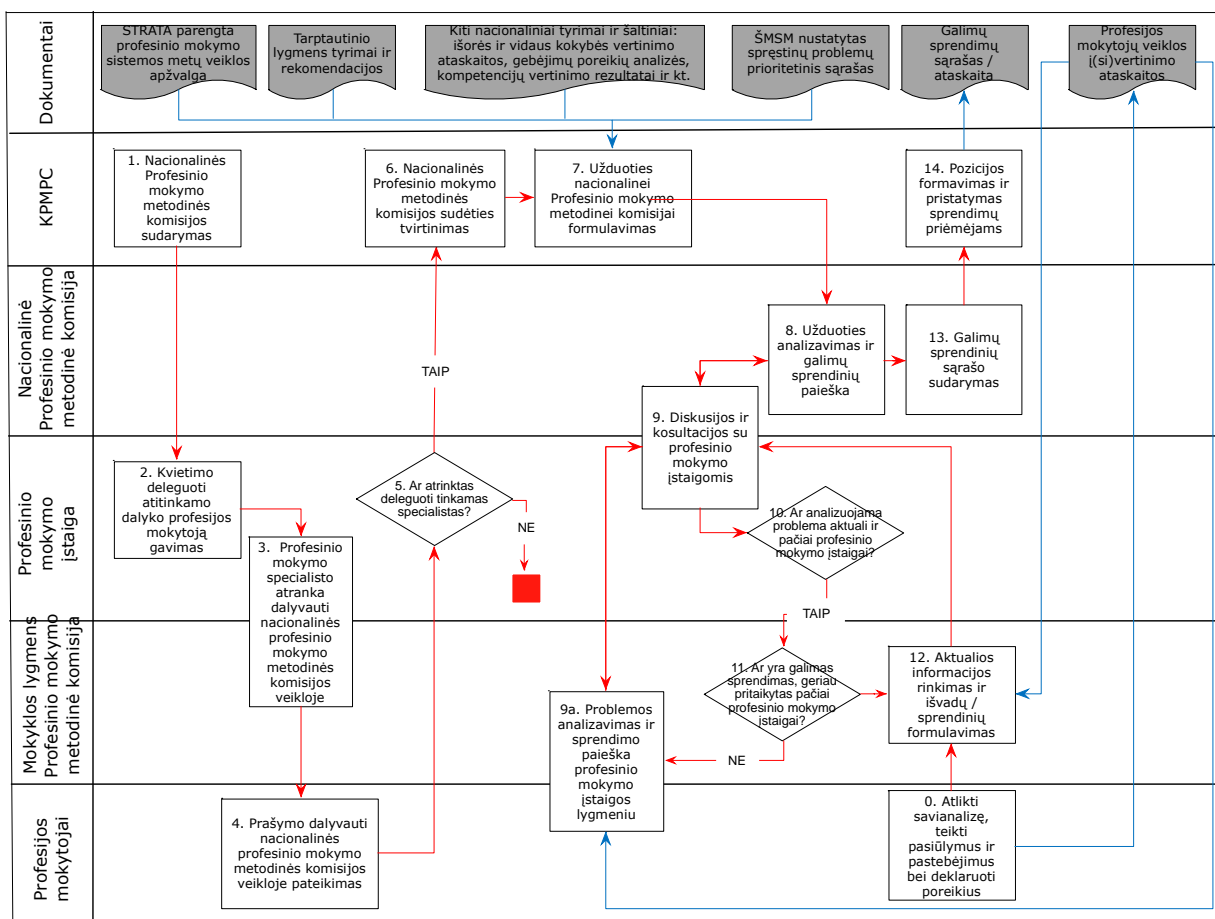 Dokumentai
STRATA parengta
profesinio mokymo
sistemos metų veiklos
apžvalga
Tarptautinio
lygmens tyrimai ir
rekomendacijos
Kiti nacionaliniai tyrimai ir šaltiniai:
išorės ir vidaus kokybės vertinimo
ataskaitos, gebėjimų poreikių analizės,
kompetencijų vertinimo rezultatai ir kt.
ŠMSM nustatytas
spręstinų problemų
prioritetinis sąrašas
Galimų
sprendimų
sąrašas /
ataskaita
Profesijos
mokytojų veiklos
į(si)vertinimo
ataskaitos
KPMPC
1. Nacionalinės
Profesinio
mokymo
metodinės
komisijos
sudarymas
6. Nacionalinės
Profesinio mokymo
metodinės
komisijos sudėties
tvirtinimas
7. Užduoties
nacionalinei
Profesinio mokymo
metodinei komisijai
formulavimas
14. Pozicijos
formavimas ir
pristatymas
sprendimų
priėmėjams
Nacionalinė
Profesinio mokymo
metodinė komisija
TAIP
8. Užduoties
analizavimas ir
galimų
sprendinių
paieška
13. Galimų
sprendinių
sąrašo
sudarymas
9. Diskusijos ir
kosultacijos su
profesinio
mokymo
įstaigomis
Profesinio
mokymo
įstaiga
2. Kvietimo
deleguoti
atitinkamo
dalyko profesijos
mokytoją
gavimas
3. Profesinio
mokymo
specialisto
atranka
dalyvauti
nacionalinės
profesinio
mokymo
metodinės
komisijos
veikloje
5. Ar atrinktas
deleguoti tinkamas
specialistas?
NE
10. Ar analizuojama
problema aktuali ir
pačiai profesinio
mokymo įstaigai?
TAIP
Mokyklos lygmens
Profesinio mokymo
metodinė komisija
11. Ar yra galimas
sprendimas, geriau
pritaikytas pačiai
profesinio mokymo
įstaigai?
NE
12. Aktualios
informacijos
rinkimas ir
išvadų /
sprendinių
formulavimas
9a. Problemos
analizavimas ir
sprendimo
paieška
profesinio
mokymo
įstaigos
lygmeniu
Profesijos
mokytojai
4. Prašymo dalyvauti
nacionalinės
profesinio mokymo
metodinės komisijos
veikloje pateikimas
0. Atlikti
savianalizę,
teikti
pasiūlymus ir
pastebėjimus
bei deklaruoti
poreikius